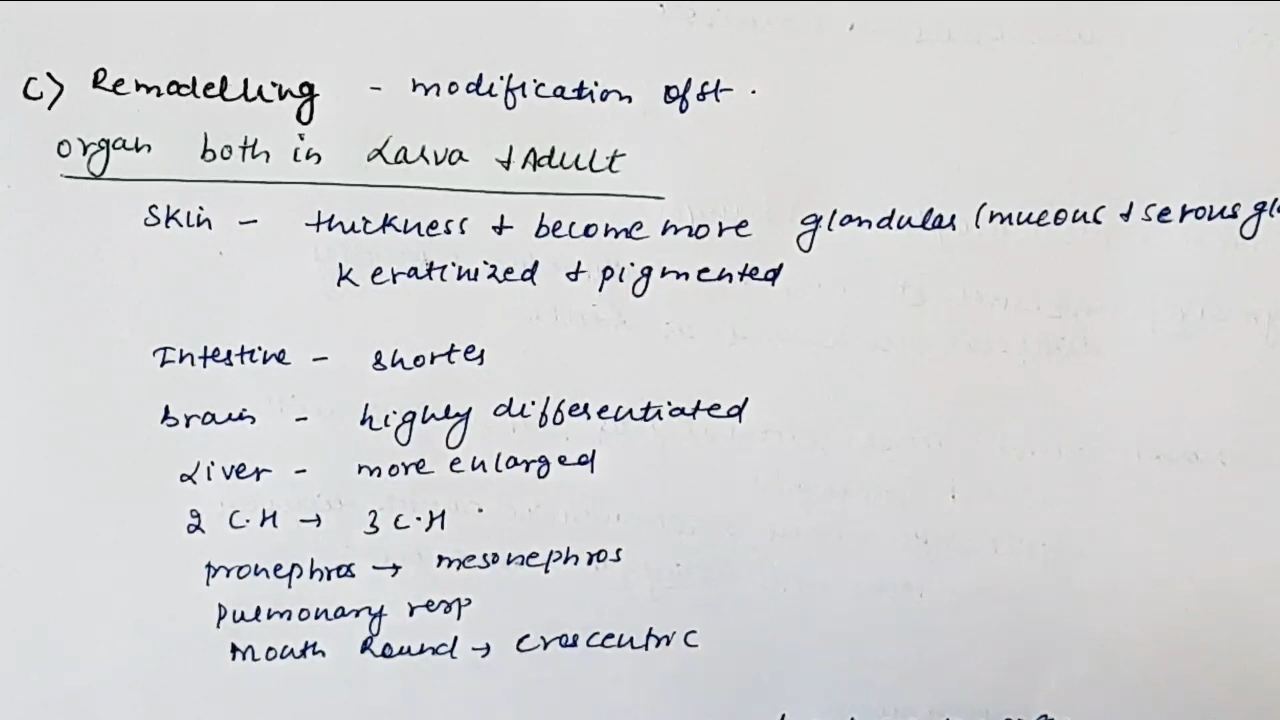 C) Remodelling - modification of st.
organ both in Larva & Adult
Skin - thickness & become more glandular (mucous & serous gl
Keratinized & pigmented
Intestine - shorter
brain - highly differentiated
Liver - more enlarged
2 C.H → 3 C.H
pronephros → mesonephros
Pulmonary resp
Mouth Round → crescentric